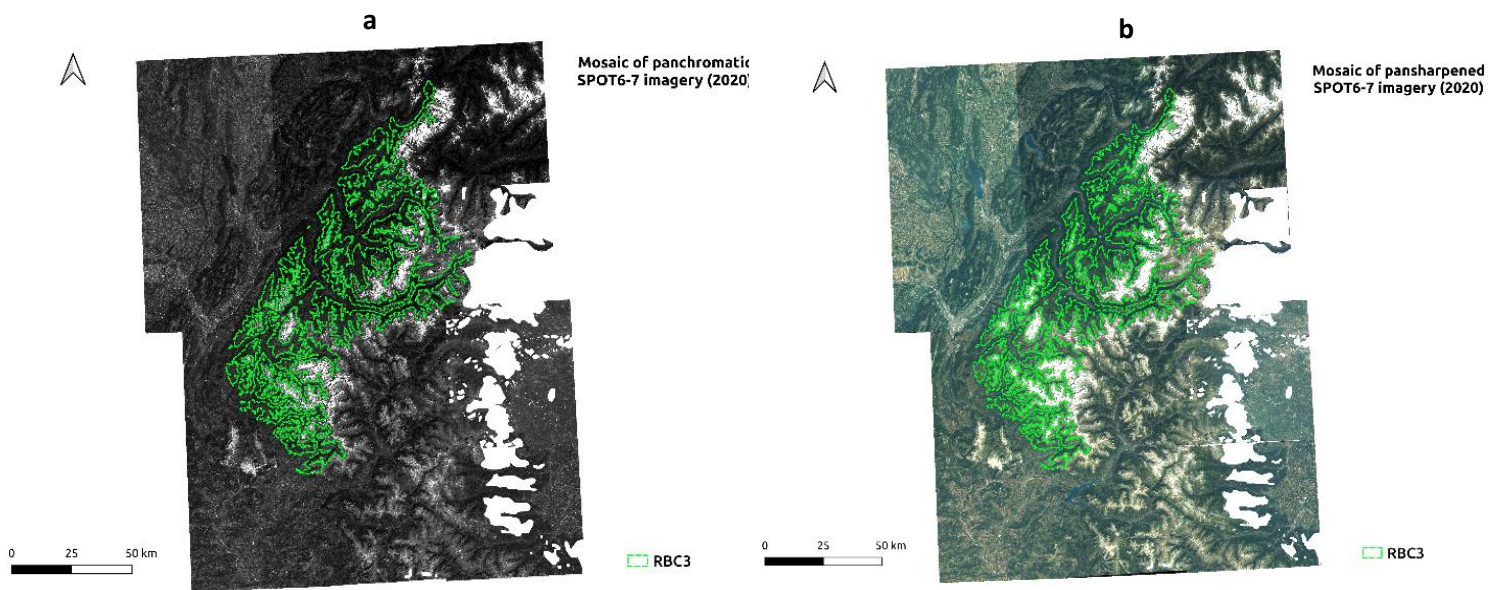 a
Mosaic of panchromatic
SPOT6-7 imagery (2020)
0 25 50 km
RBC3
b
Mosaic of pansharpened
SPOT6-7 imagery (2020)
0 25 50 km
RBC3